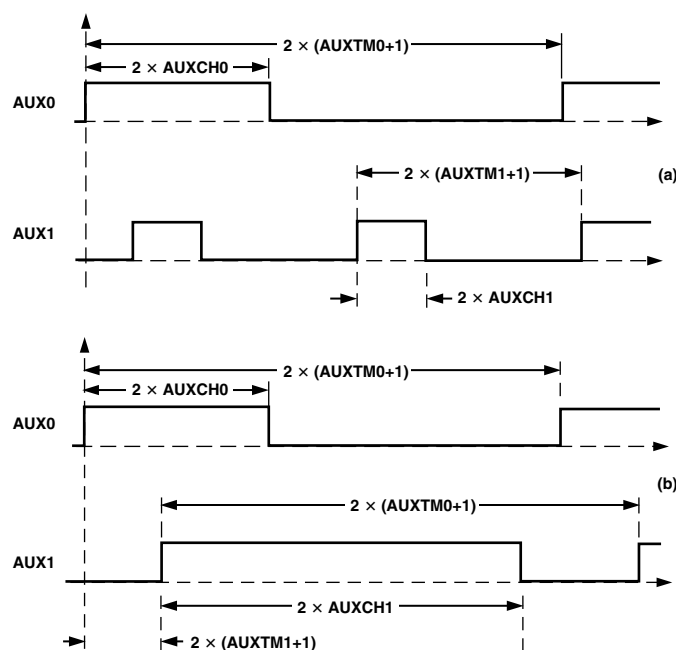 2 × (AUXTM0+1)
2 × AUXCH0
AUX0
2 × (AUXTM1+1)
(a)
AUX1
2 × AUXCH1
2 × (AUXTM0+1)
2 × AUXCH0
AUX0
(b)
2 × (AUXTM0+1)
AUX1
2 × AUXCH1
2 × (AUXTM1+1)